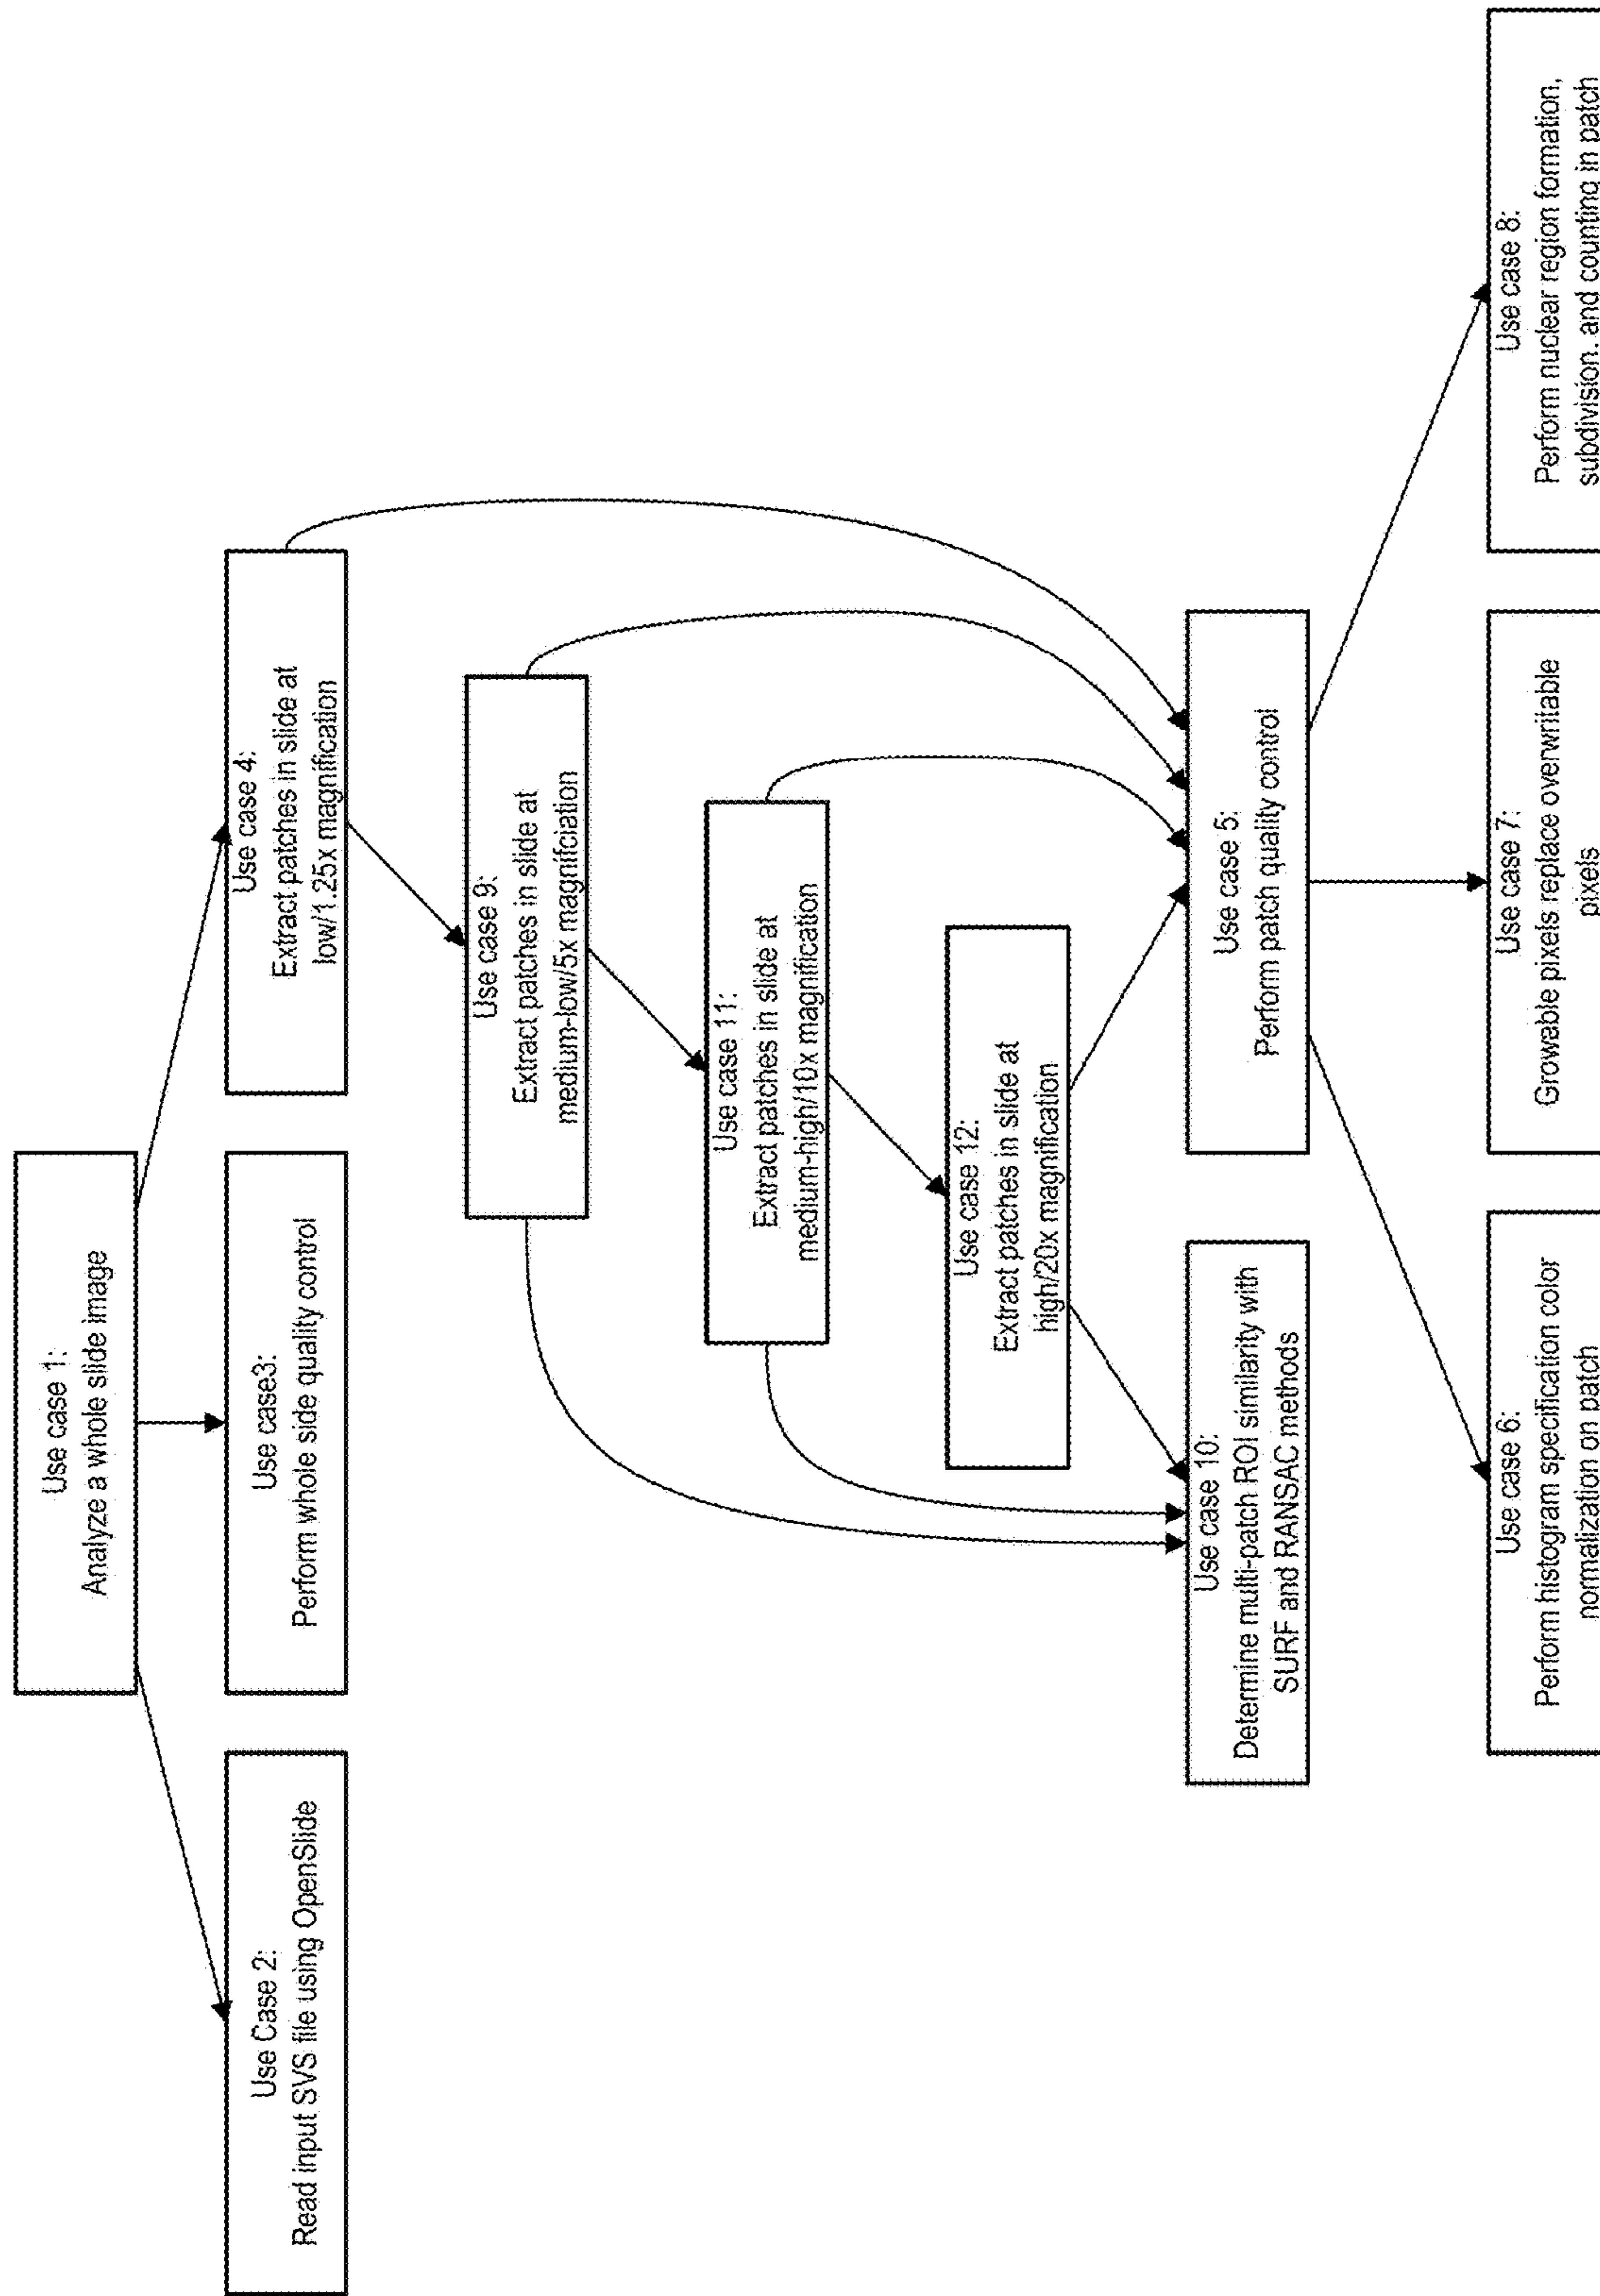 Use case 1:
Analyze a whole slide image
Use Case 2:
Read input SVS file using OpenSlide
Use case3:
Perform whole side quality control
Use case 4:
Extract patches in slide at
low/1.25x magnification
Use case 9:
Extract patches in slide at
medium-low/5x magnifciation
Use case 11:
Extract patches in slide at
medium-high/10x magnification
Use case 12:
Extract patches in slide at
high/20x magnification
Use case 10:
Determine multi-patch ROI similarity with
SURF and RANSAC methods
Use case 5:
Perform patch quality control
Use case 6:
Perform histogram specification color
normalization on patch
Use case 7:
Growable pixels replace overwritable
pixels
Use case 8:
Perform nuclear region formation,
subdivision, and counting in patch